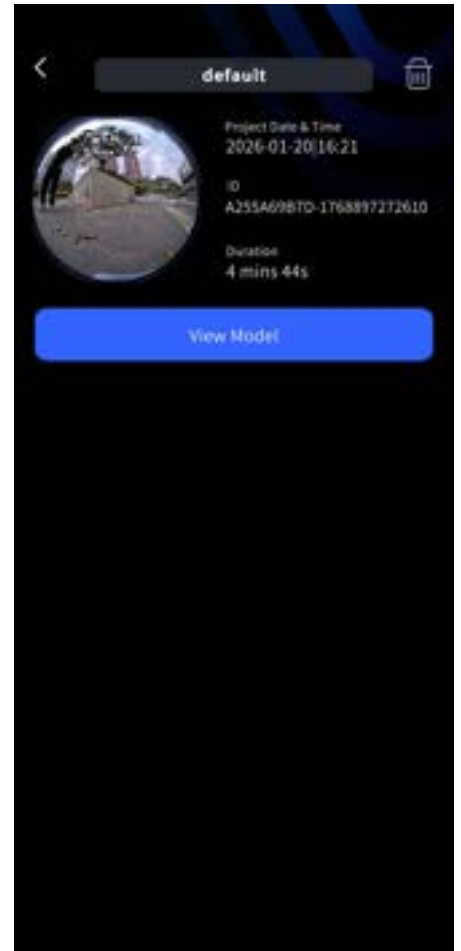 default
Project Date & Time
2026-01-20|16:21
ID
A255A69B7D-1768897272610
Duration
4 mins 44s
View Model